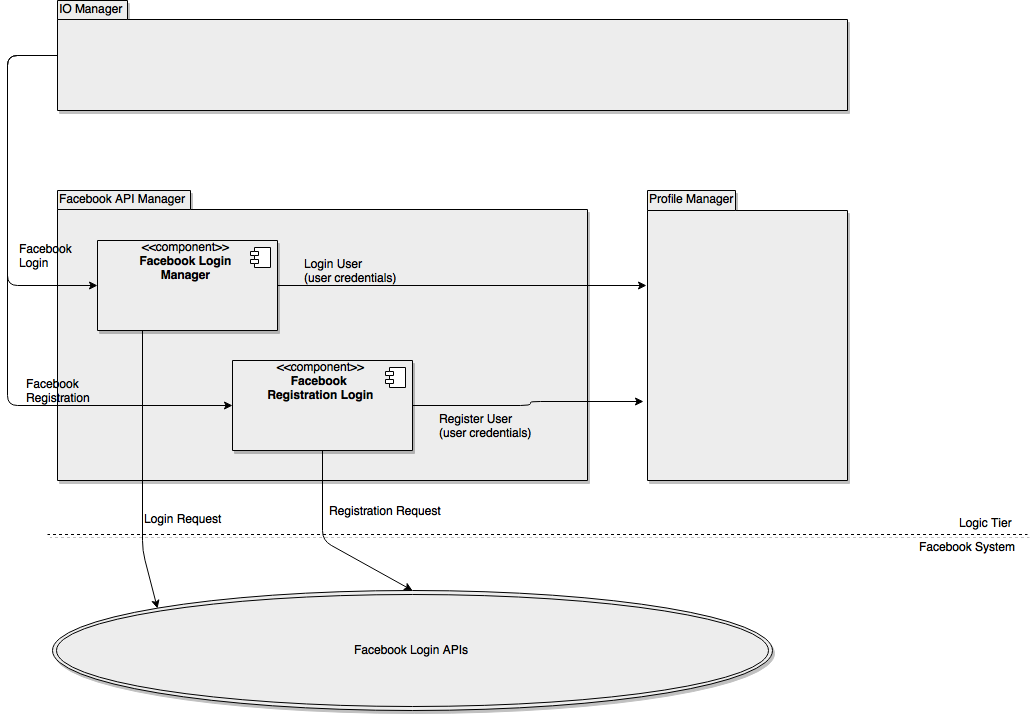 IO Manager
Facebook API Manager
Profile Manager
<<component>>
Facebook Login
Manager
Facebook
Login
Login User
(user credentials)
<<component>>
Facebook
Registration Login
Facebook
Registration
Register User
(user credentials)
Login Request
Registration Request
Logic Tier
Facebook System
Facebook Login APIs